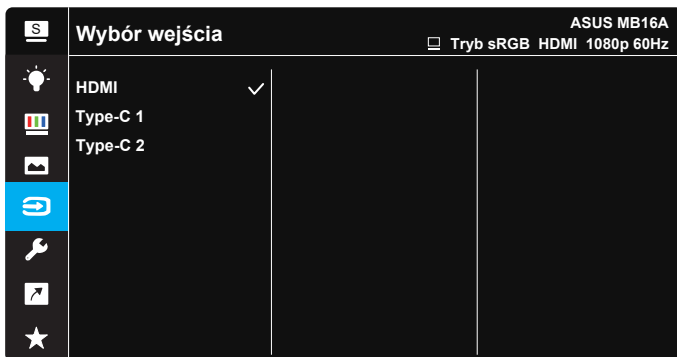 S
Wybór wejścia
ASUS MB16A
Tryb sRGB HDMI 1080p 60Hz
HDMI
Type-C 1
Type-C 2